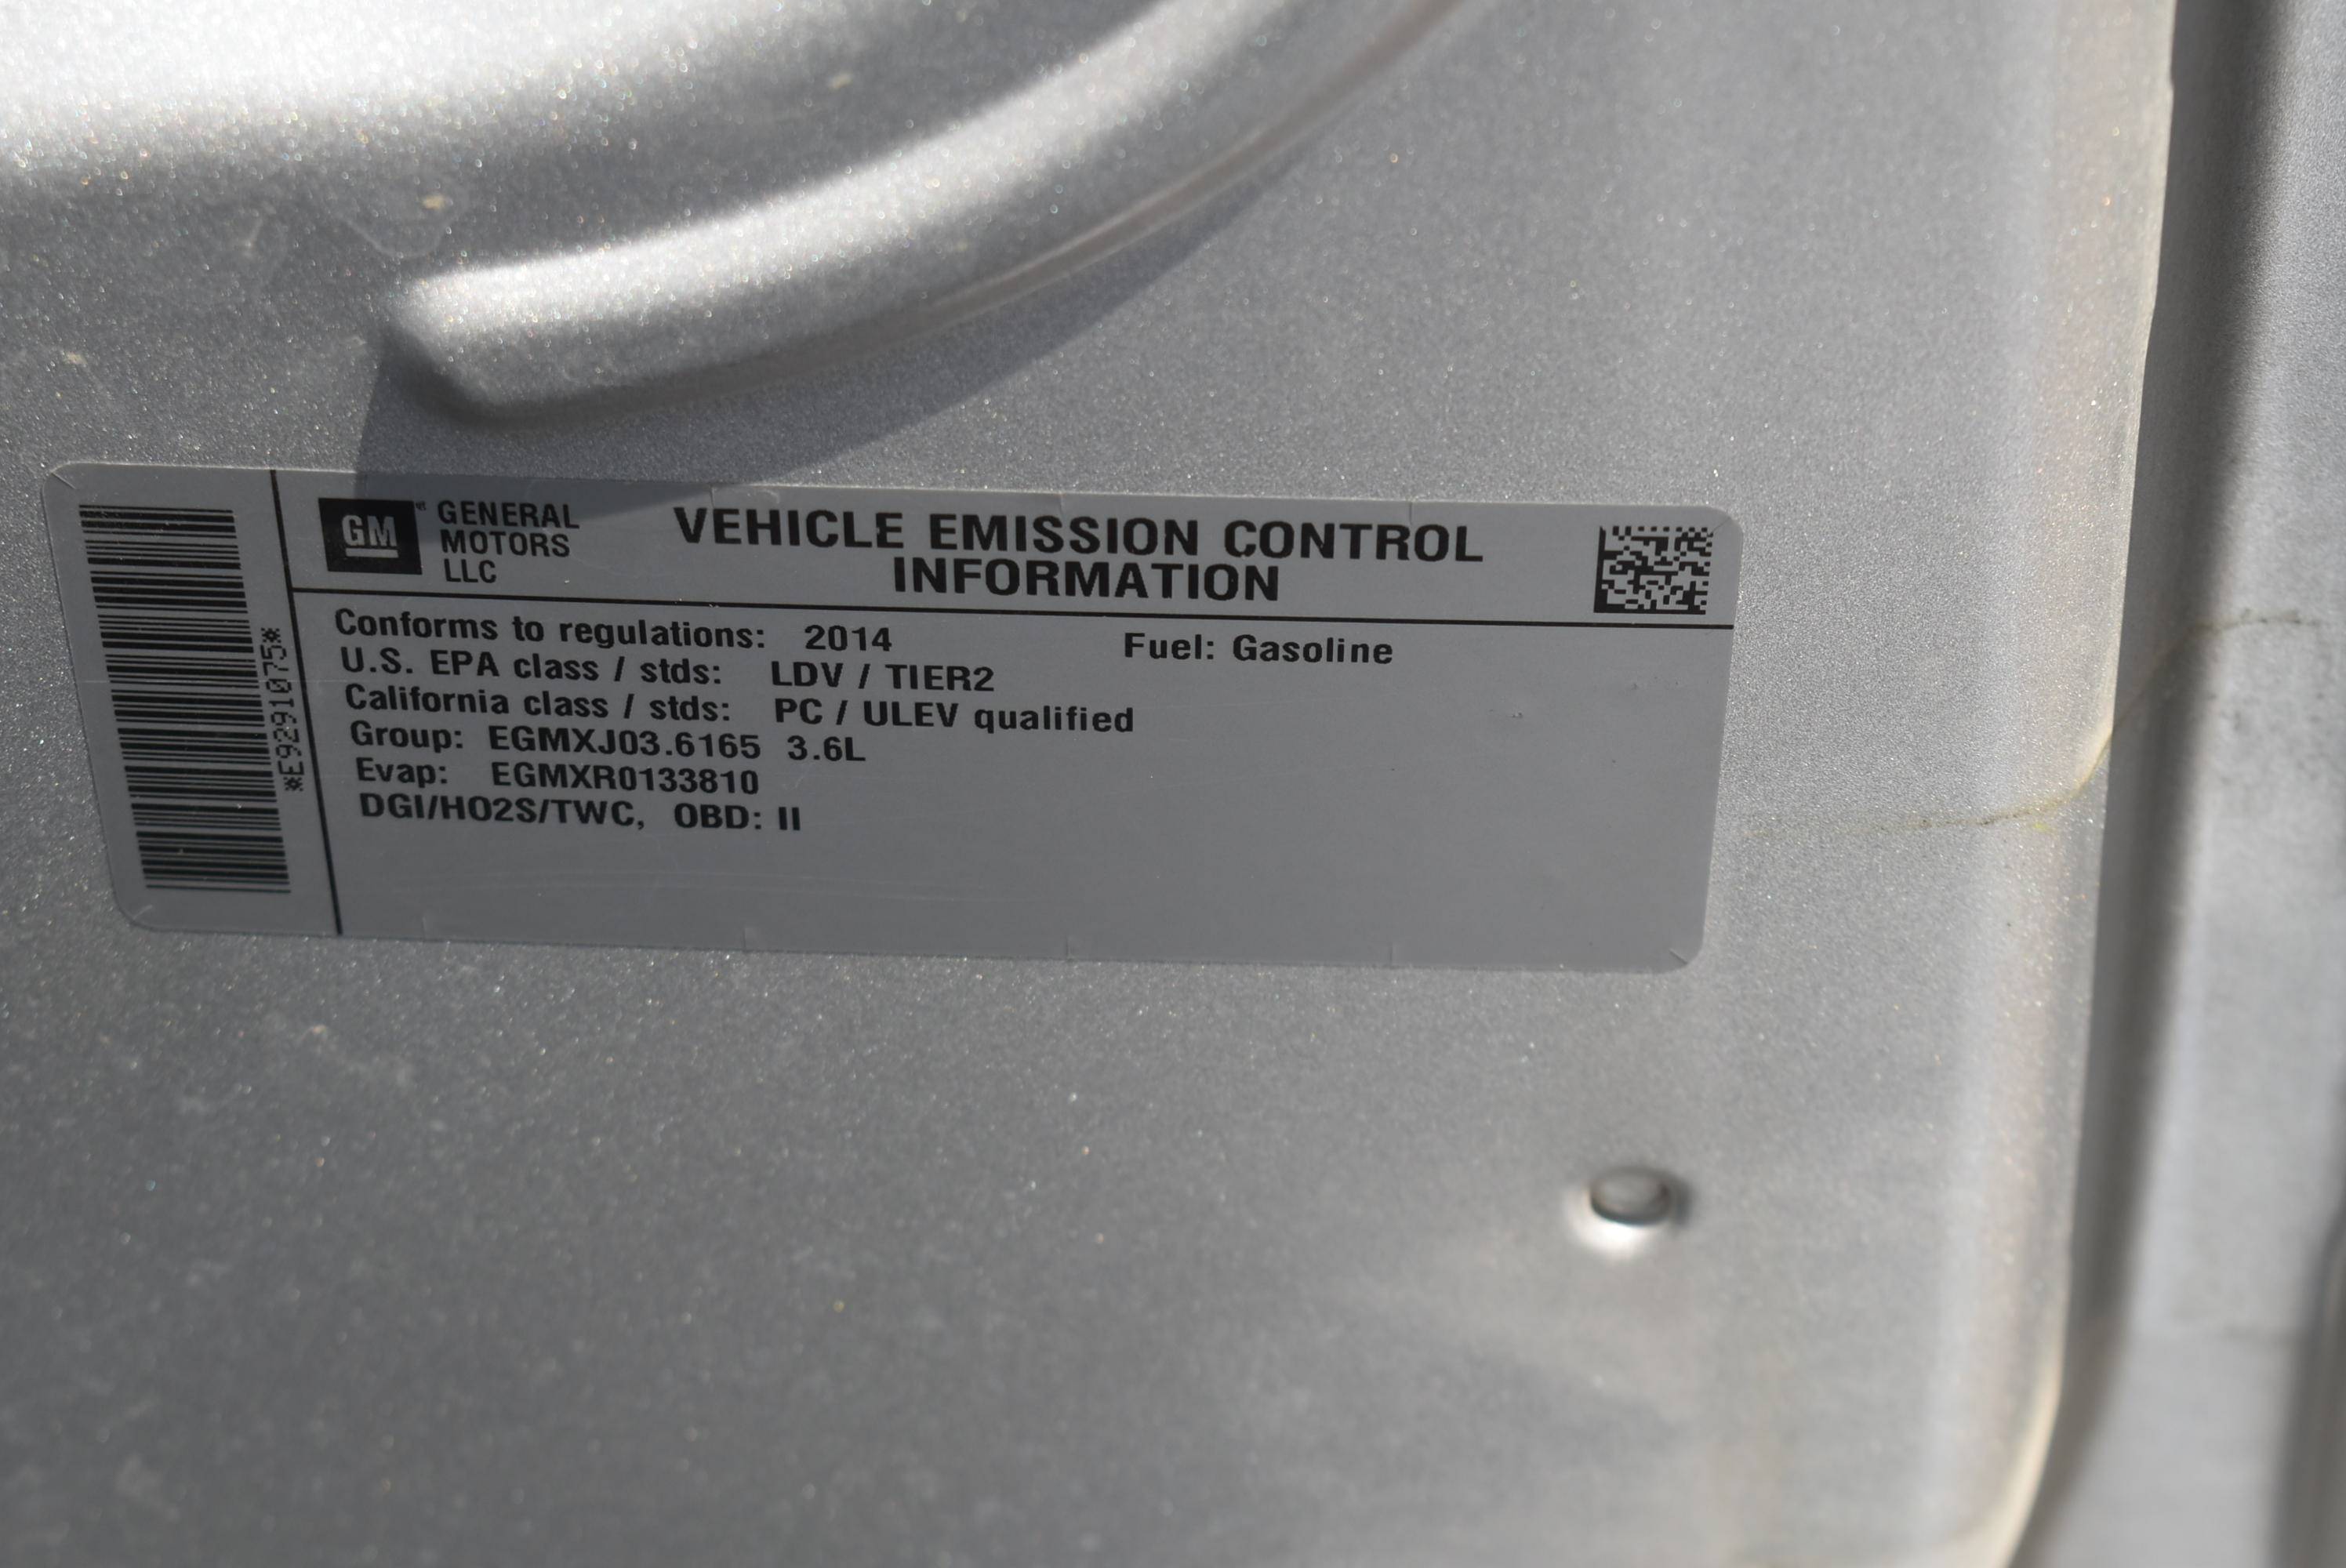 *E92910075*
GM
GENERAL
MOTORS
LLC
VEHICLE EMISSION CONTROL
INFORMATION
Conforms to regulations: 2014 Fuel: Gasoline
U.S. EPA class / stds: LDV / TIER2
California class / stds: PC / ULEV qualified
Group: EGMXJ03.6165 3.6L
Evap: EGMXR0133810
DGI/HO2S/TWC, OBD: II